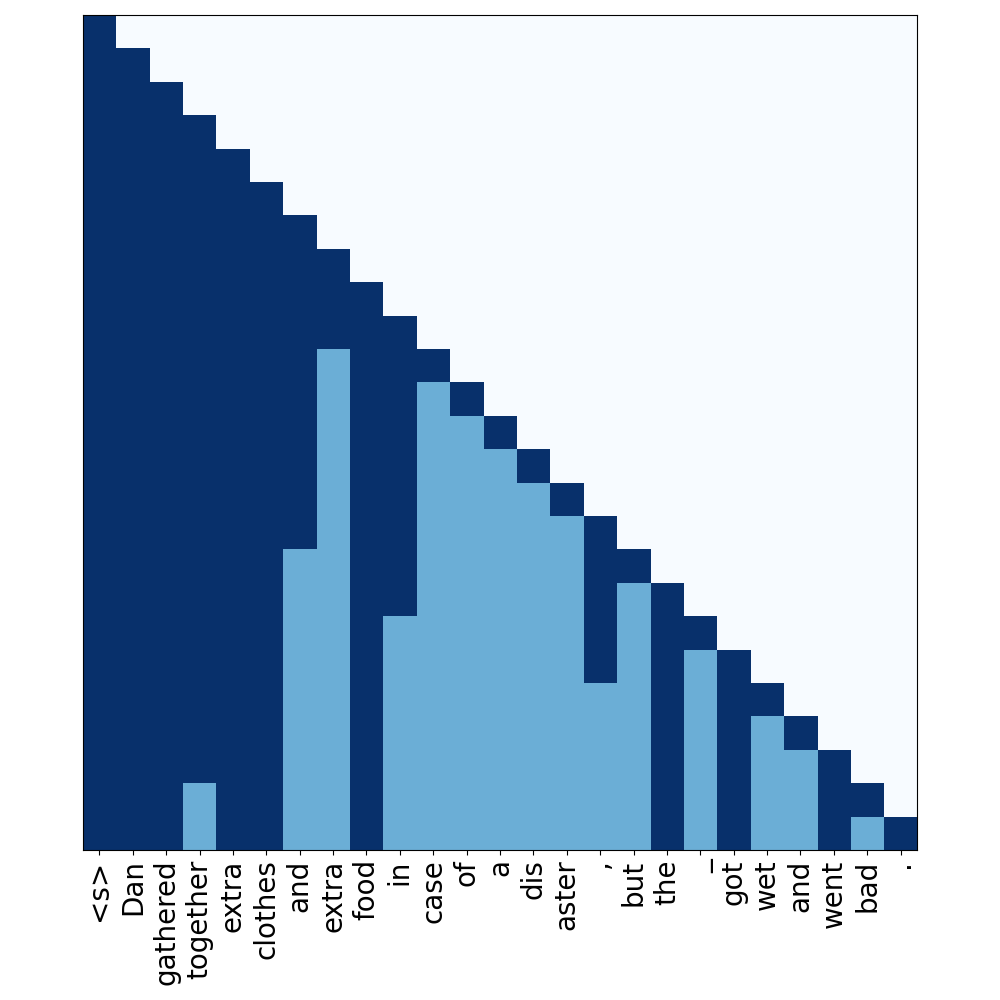 <s> Dan gathered together extra clothes and extra food in case of a dis aster , but the _ got wet and went bad .